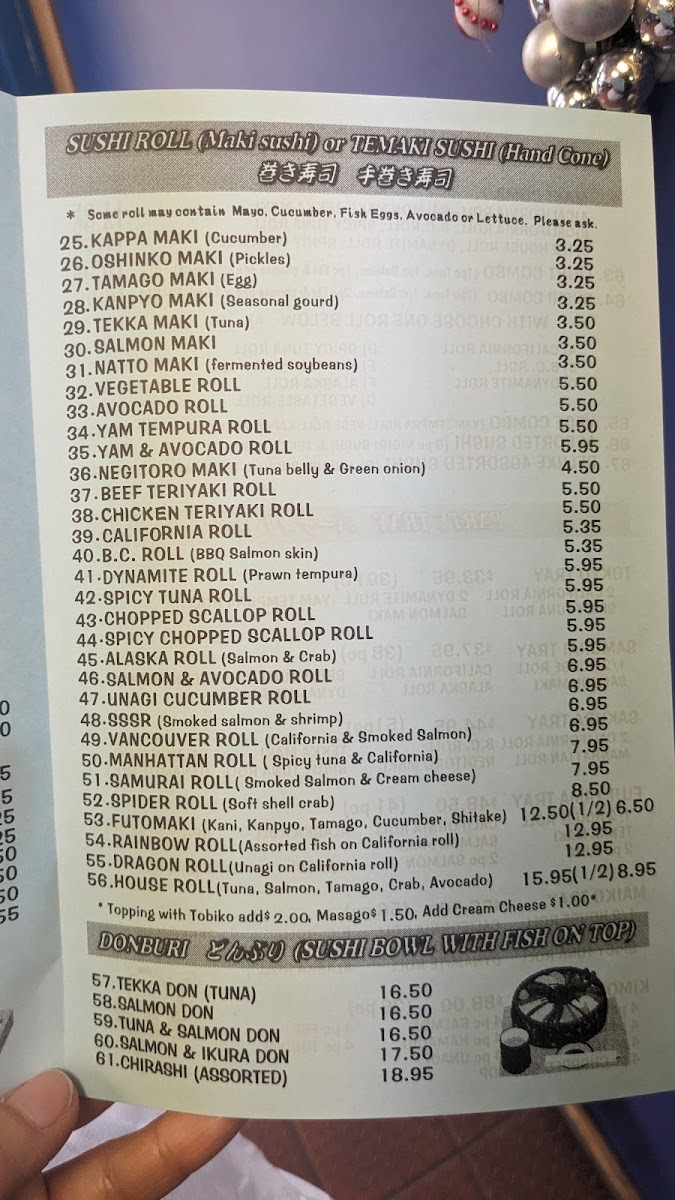 SUSHI ROLL (Maki sushi) or TEMAKI SUSHI (Hand Cone)
巻き寿司 手巻き寿司
* Some roll may contain Mayo, Cucumber, Fish Eggs, Avocado or Lettuce. Please ask.
25.KAPPA MAKI (Cucumber) 3.25
26.OSHINKO MAKI (Pickles) 3.25
27.TAMAGO MAKI (Egg) 3.25
28.KANPYO MAKI (Seasonal gourd) 3.25
29.TEKKA MAKI (Tuna) 3.50
30.SALMON MAKI 3.50
31.NATTO MAKI (fermented soybeans) 3.50
32.VEGETABLE ROLL 5.50
33.AVOCADO ROLL 5.50
34.YAM TEMPURA ROLL 5.50
35.YAM & AVOCADO ROLL 5.95
36.NEGITORO MAKI (Tuna belly & Green onion) 4.50
37.BEEF TERIYAKI ROLL 5.50
38.CHICKEN TERIYAKI ROLL 5.50
39.CALIFORNIA ROLL 5.35
40.B.C. ROLL (BBQ Salmon skin) 5.35
41.DYNAMITE ROLL (Prawn tempura) 5.95
42.SPICY TUNA ROLL 5.95
43.CHOPPED SCALLOP ROLL 5.95
44.SPICY CHOPPED SCALLOP ROLL 5.95
45.ALASKA ROLL (Salmon & Crab) 5.95
46.SALMON & AVOCADO ROLL 6.95
47.UNAGI CUCUMBER ROLL 6.95
48.SSSR (Smoked salmon & shrimp) 6.95
49.VANCOUVER ROLL (California & Smoked Salmon) 6.95
50.MANHATTAN ROLL ( Spicy tuna & California) 7.95
51.SAMURAI ROLL( Smoked Salmon & Cream cheese) 7.95
52.SPIDER ROLL (Soft shell crab) 8.50
53.FUTOMAKI (Kani, Kanpyo, Tamago, Cucumber, Shitake) 12.50(1/2) 6.50
54.RAINBOW ROLL(Assorted fish on California roll) 12.95
55.DRAGON ROLL(Unagi on California roll) 12.95
56.HOUSE ROLL(Tuna, Salmon, Tamago, Crab, Avocado) 15.95(1/2) 8.95
* Topping with Tobiko add$ 2.00, Masago$ 1.50, Add Cream Cheese $1.00*
DONBURI どんぶり (SUSHI BOWL WITH FISH ON TOP)
57.TEKKA DON (TUNA) 16.50
58.SALMON DON 16.50
59.TUNA & SALMON DON 16.50
60.SALMON & IKURA DON 17.50
61.CHIRASHI (ASSORTED) 18.95